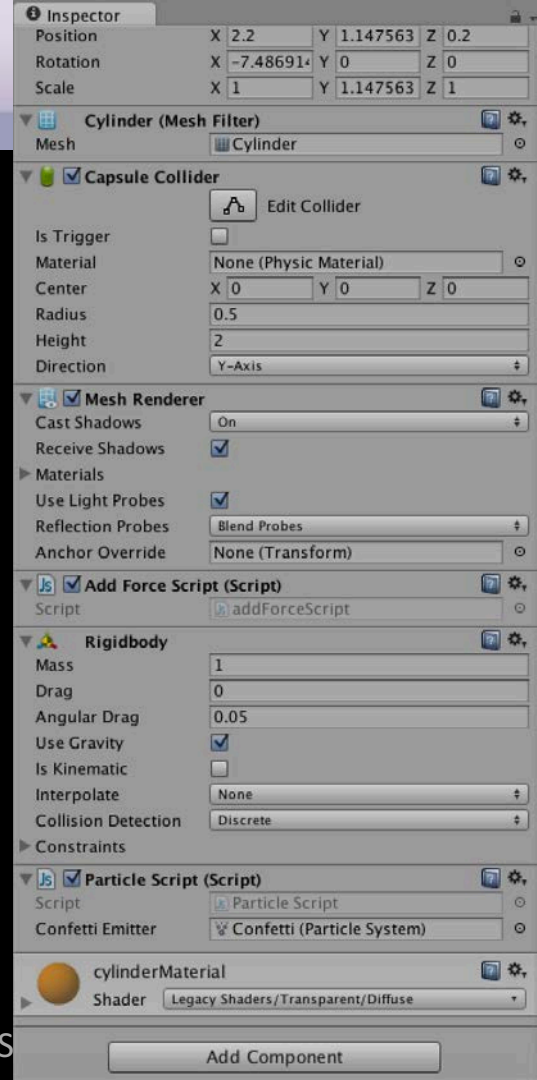 Inspector
Position X 2.2 Y 1.147563 Z 0.2
Rotation X -7.48691 Y 0 Z 0
Scale X 1 Y 1.147563 Z 1
Cylinder (Mesh Filter)
Mesh Cylinder
Capsule Collider
Edit Collider
Is Trigger
Material None (Physic Material)
Center X 0 Y 0 Z 0
Radius 0.5
Height 2
Direction Y-Axis
Mesh Renderer
Cast Shadows On
Receive Shadows
Materials
Use Light Probes
Reflection Probes Blend Probes
Anchor Override None (Transform)
Js Add Force Script (Script)
Script addForceScript
Rigidbody
Mass 1
Drag 0
Angular Drag 0.05
Use Gravity
Is Kinematic
Interpolate None
Collision Detection Discrete
Constraints
Js Particle Script (Script)
Script Particle Script
Confetti Emitter Confetti (Particle System)
cylinderMaterial
Shader Legacy Shaders/Transparent/Diffuse
S
Add Component